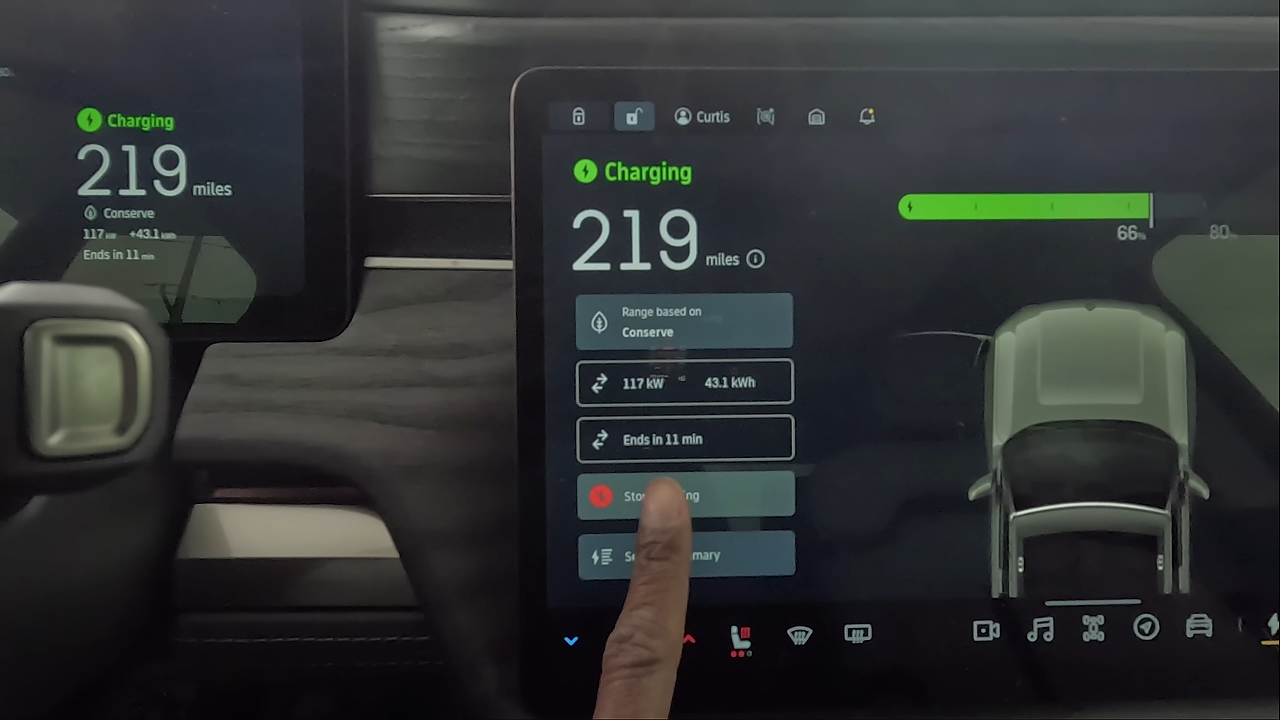 Charging
219 miles
Conserve
117 kW +43.1 kWh
Ends in 11 min
Curtis
Charging
219 miles
66%
80%
Range based on
Conserve
117 kW 43.1 kWh
Ends in 11 min